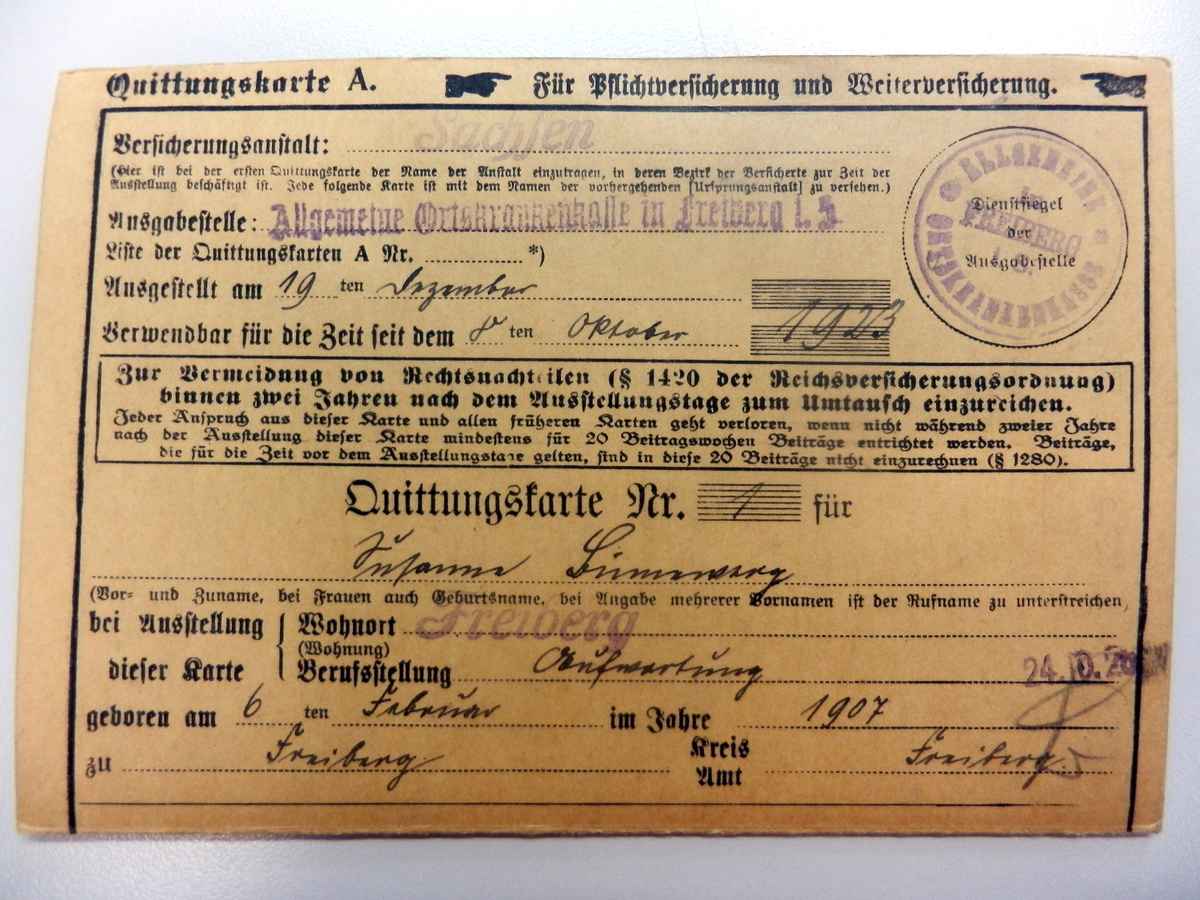 Quittungskarte A. Für Pflichtversicherung und Weiterversicherung.
Versicherungsanstalt: Sachsen
(Hier ist bei der ersten Quittungskarte der Name der Anstalt einzutragen, in deren Bezirk der Versicherte zur Zeit der
Ausstellung beschäftigt ist. Jede folgende Karte ist mit dem Namen der vorhergehenden [Ursprungsanstalt] zu versehen.)
Ausgabestelle: Allgemeine Ortskrankenkasse in Freiberg i. S.
Liste der Quittungskarten A Nr. *)
Ausgestellt am 19 ten Dezember
Verwendbar für die Zeit seit dem 8 ten Oktober 1923
ALLGEMEINE
FREIBERG
Dienstsiegel
der
Ausgabestelle
Zur Vermeidung von Rechtsnachteilen (§ 1420 der Reichsversicherungsordnung)
binnen zwei Jahren nach dem Ausstellungstage zum Umtausch einzureichen.
Jeder Anspruch aus dieser Karte und allen früheren Karten geht verloren, wenn nicht während zweier Jahre
nach der Ausstellung dieser Karte mindestens für 20 Beitragswochen Beiträge entrichtet werden. Beiträge,
die für die Zeit vor dem Ausstellungstage gelten, sind in diese 20 Beiträge nicht einzurechnen (§ 1280).
Quittungskarte Nr. 1 für
Susanne
(Vor- und Zuname, bei Frauen auch Geburtsname, bei Angabe mehrerer Vornamen ist der Rufname zu unterstreichen,
bei Ausstellung Wohnort Freiberg
(Wohnung)
dieser Karte Berufsstellung Aufwartung
24.
geboren am 6 ten Februar im Jahre 1907
zu Freiberg Kreis Freiberg
Amt